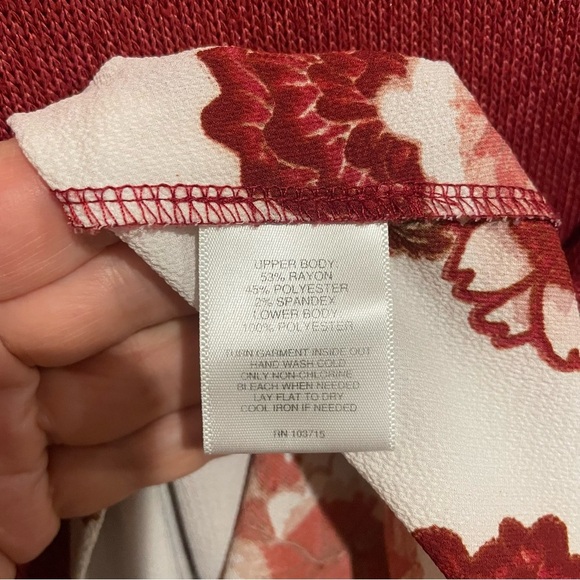 UPPER BODY:
53% RAYON
45% POLYESTER
2% SPANDEX
LOWER BODY:
100% POLYESTER
TURN GARMENT INSIDE OUT
HAND WASH COLD
ONLY NON-CHLORINE
BLEACH WHEN NEEDED
LAY FLAT TO DRY
COOL IRON IF NEEDED
RN 103715